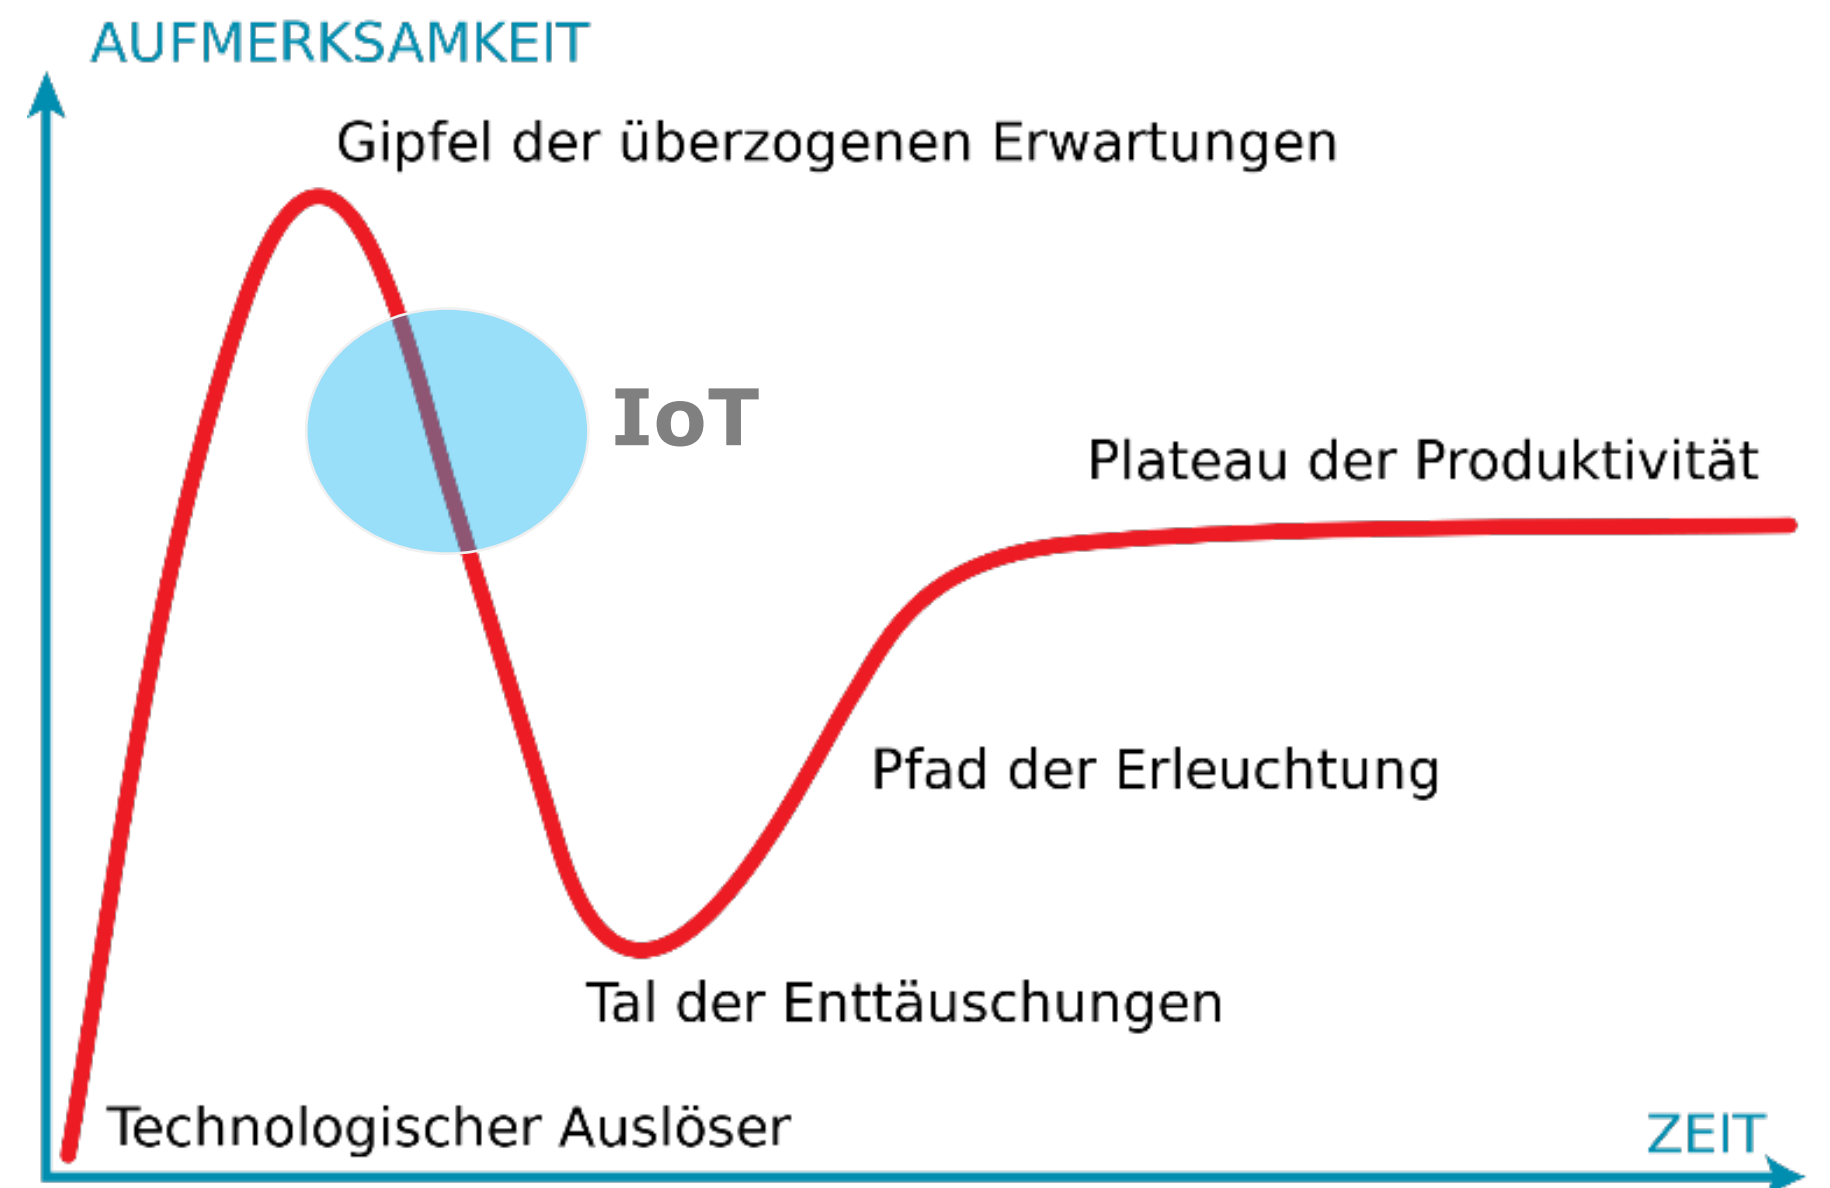 AUFMERKSAMKEIT
Gipfel der überzogenen Erwartungen
IoT
Plateau der Produktivität
Pfad der Erleuchtung
Tal der Enttäuschungen
Technologischer Auslöser
ZEIT